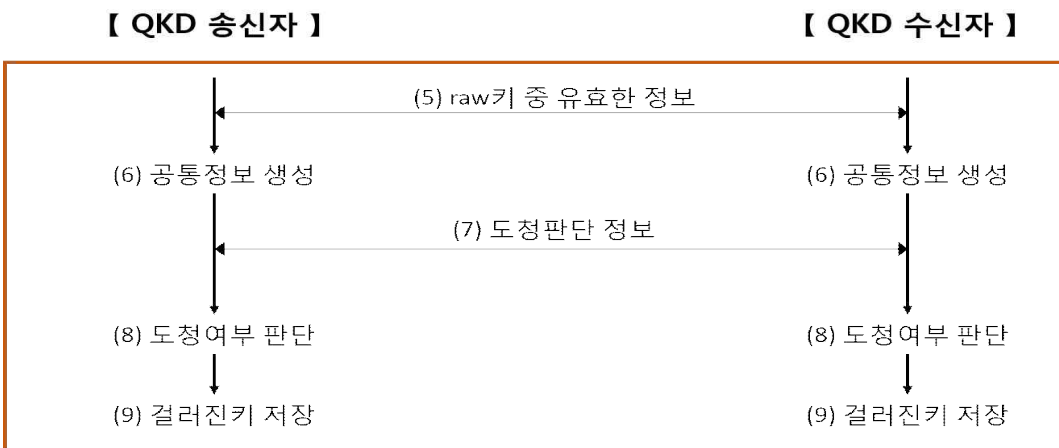 【 QKD 송신자 】 【 QKD 수신자 】
(5) raw키 중 유효한 정보
(6) 공통정보 생성 (6) 공통정보 생성
(7) 도청판단 정보
(8) 도청여부 판단 (8) 도청여부 판단
(9) 걸러진키 저장 (9) 걸러진키 저장